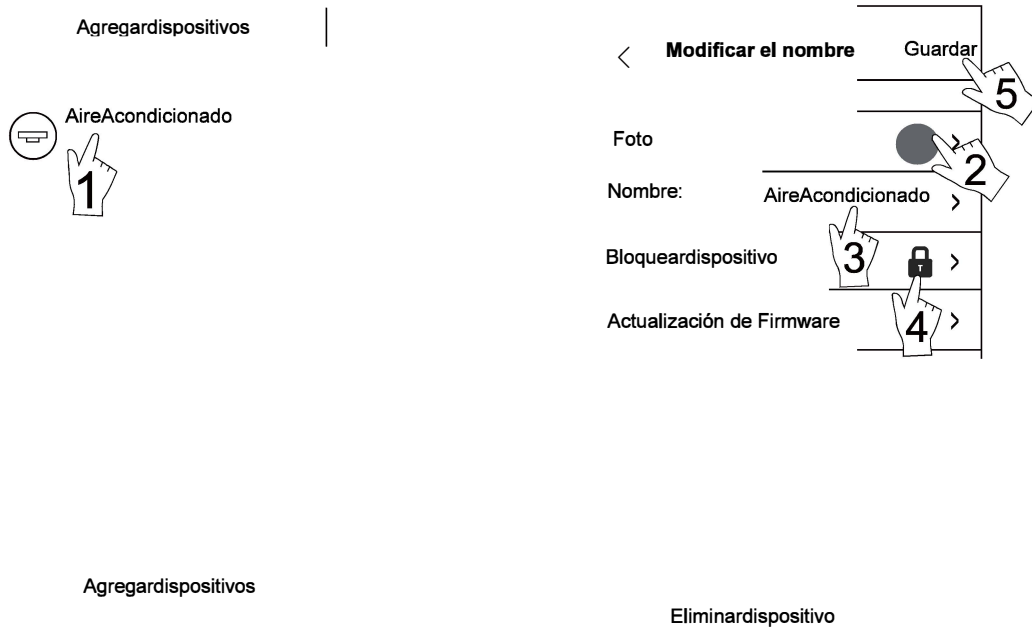 Agregardispositivos
AireAcondicionado
1
Modificar el nombre
Guardar
5
Foto
2
Nombre:
AireAcondicionado
3
Bloqueardispositivo
4
Actualización de Firmware
Agregardispositivos
Eliminardispositivo